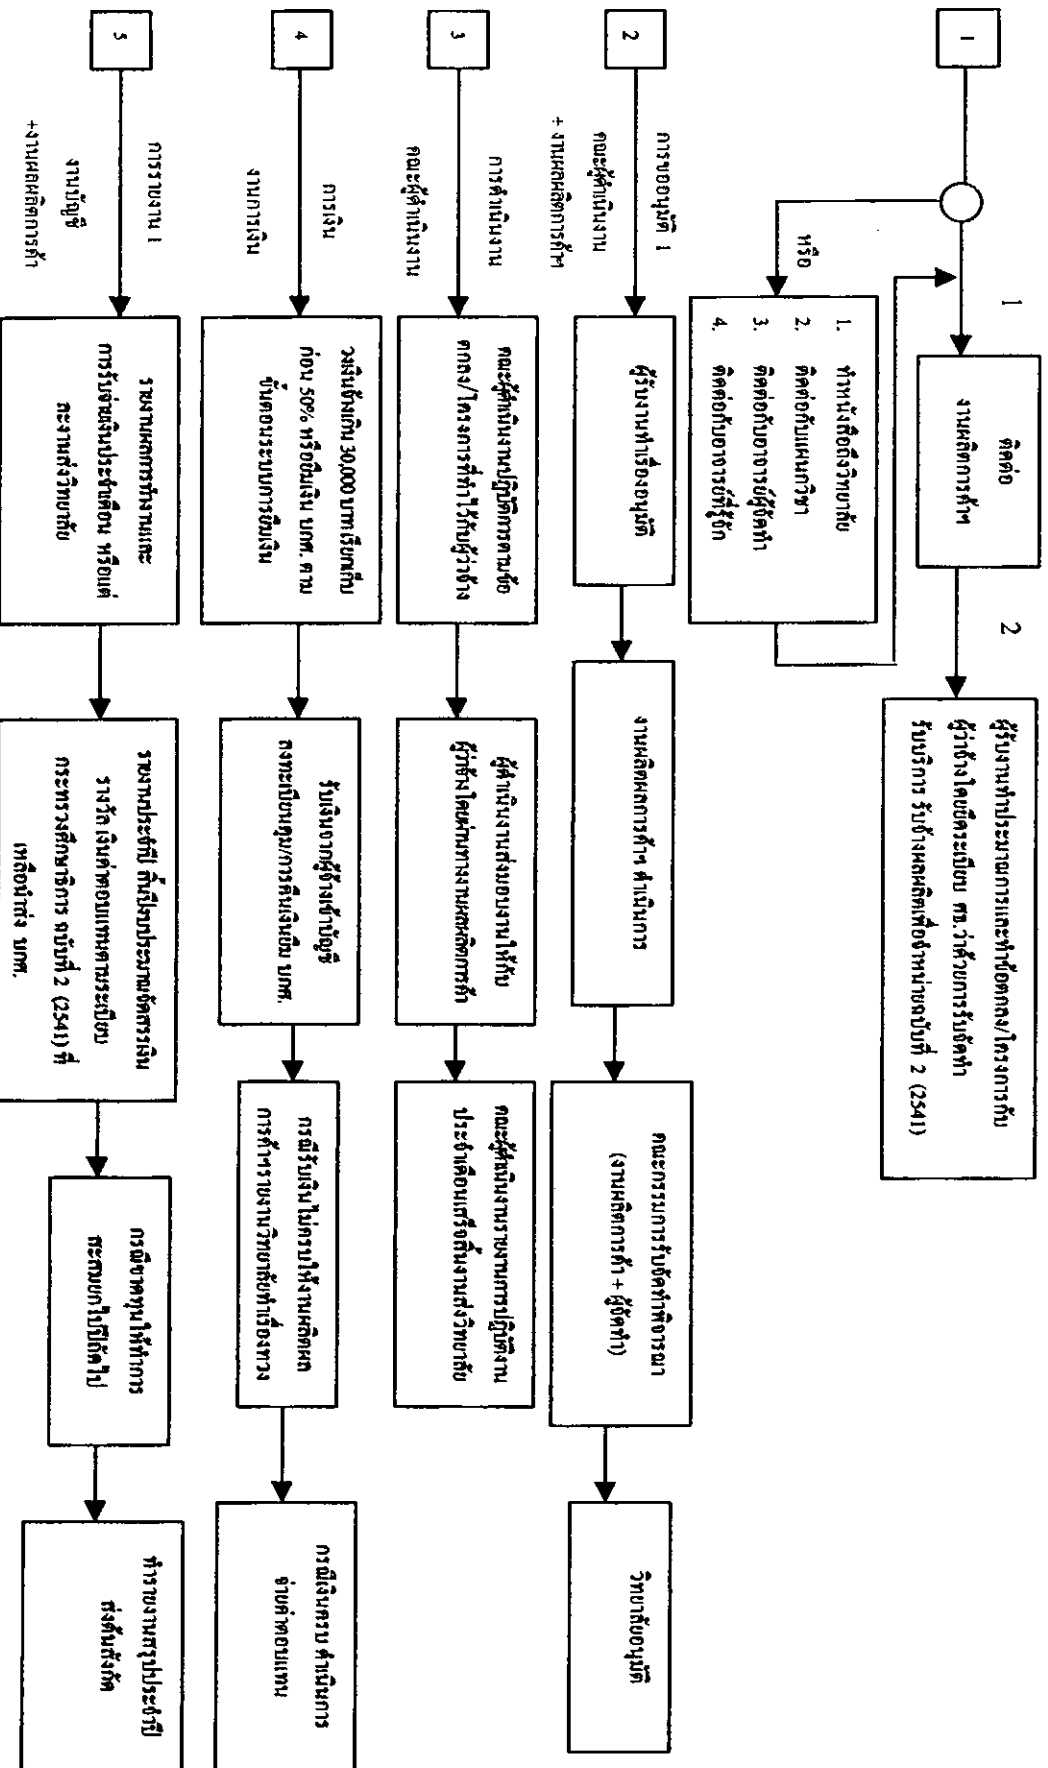 1
1
2
ติดต่อ
งานผลิตการค้าฯ
ผู้รับงานทำประมาณการและทำข้อตกลง/โครงการกับ
ผู้ว่าจ้างโดยยึดระเบียบ ศธ.ว่าด้วยการรับจัดทำ
รับบริการ รับจ้างผลผลิตเพื่อจำหน่ายฉบับที่ 2 (2541)
หรือ
1. ทำหนังสือถึงวิทยาลัย
2. ติดต่อกับแผนกวิชา
3. ติดต่อกับอาจารย์ผู้จัดทำ
4. ติดต่อกับอาจารย์ที่รู้จัก
2
การขออนุมัติ 1
คณะผู้ดำเนินงาน
+ งานผลผลิตการค้าฯ
ผู้รับงานทำเรื่องอนุมัติ
งานผลิตผลการค้าฯ ดำเนินการ
คณะกรรมการรับจัดทำพิจารณา
(งานผลิตการค้า + ผู้จัดทำ)
วิทยาลัยอนุมัติ
3
การดำเนินงาน
คณะผู้ดำเนินงาน
คณะผู้ดำเนินงานปฏิบัติการตามข้อ
ตกลง/โครงการที่ทำไว้กับผู้ว่าจ้าง
ผู้ดำเนินงานส่งมอบงานให้กับ
ผู้ว่าจ้างโดยผ่านทางงานผลผลิตการค้า
คณะผู้ดำเนินงานรายงานการปฏิบัติงาน
ประจำเดือนเสร็จสิ้นงานส่งวิทยาลัย
4
การเงิน
งานการเงิน
วงเงินจ้างเกิน 30,000 บาทเรียกเก็บ
ก่อน 50% หรือยืมเงิน บกศ. ตาม
ขั้นตอนระบบการยืมเงิน
รับเงินจากผู้จ้างเข้าบัญชี
ลงทะเบียนคุม/การคืนเงินยืม บกศ.
กรณีรับเงินไม่ครบให้งานผลิตผล
การค้าฯรายงานวิทยาลัยทำเรื่องทวง
กรณีเงินครบ ดำเนินการ
จ่ายค่าตอบแทน
5
การรายงาน 1
งานบัญชี
+งานผลผลิตการค้า
รายงานผลการทำงานและ
การรับจ่ายเงินประจำเดือน หรือแต่
ละงานส่งวิทยาลัย
รายงานประจำปี สิ้นปีงบประมาณจัดสรรเงิน
รางวัล เงินค่าตอบแทนตามระเบียบ
กระทรวงศึกษาธิการ ฉบับที่ 2 (2541) ที่
เหลือนำส่ง บกศ.
กรณีขาดทุนให้ทำการ
สะสมยกไปปีถัดไป
ทำรายงานสรุปประจำปี
ส่งต้นสังกัด